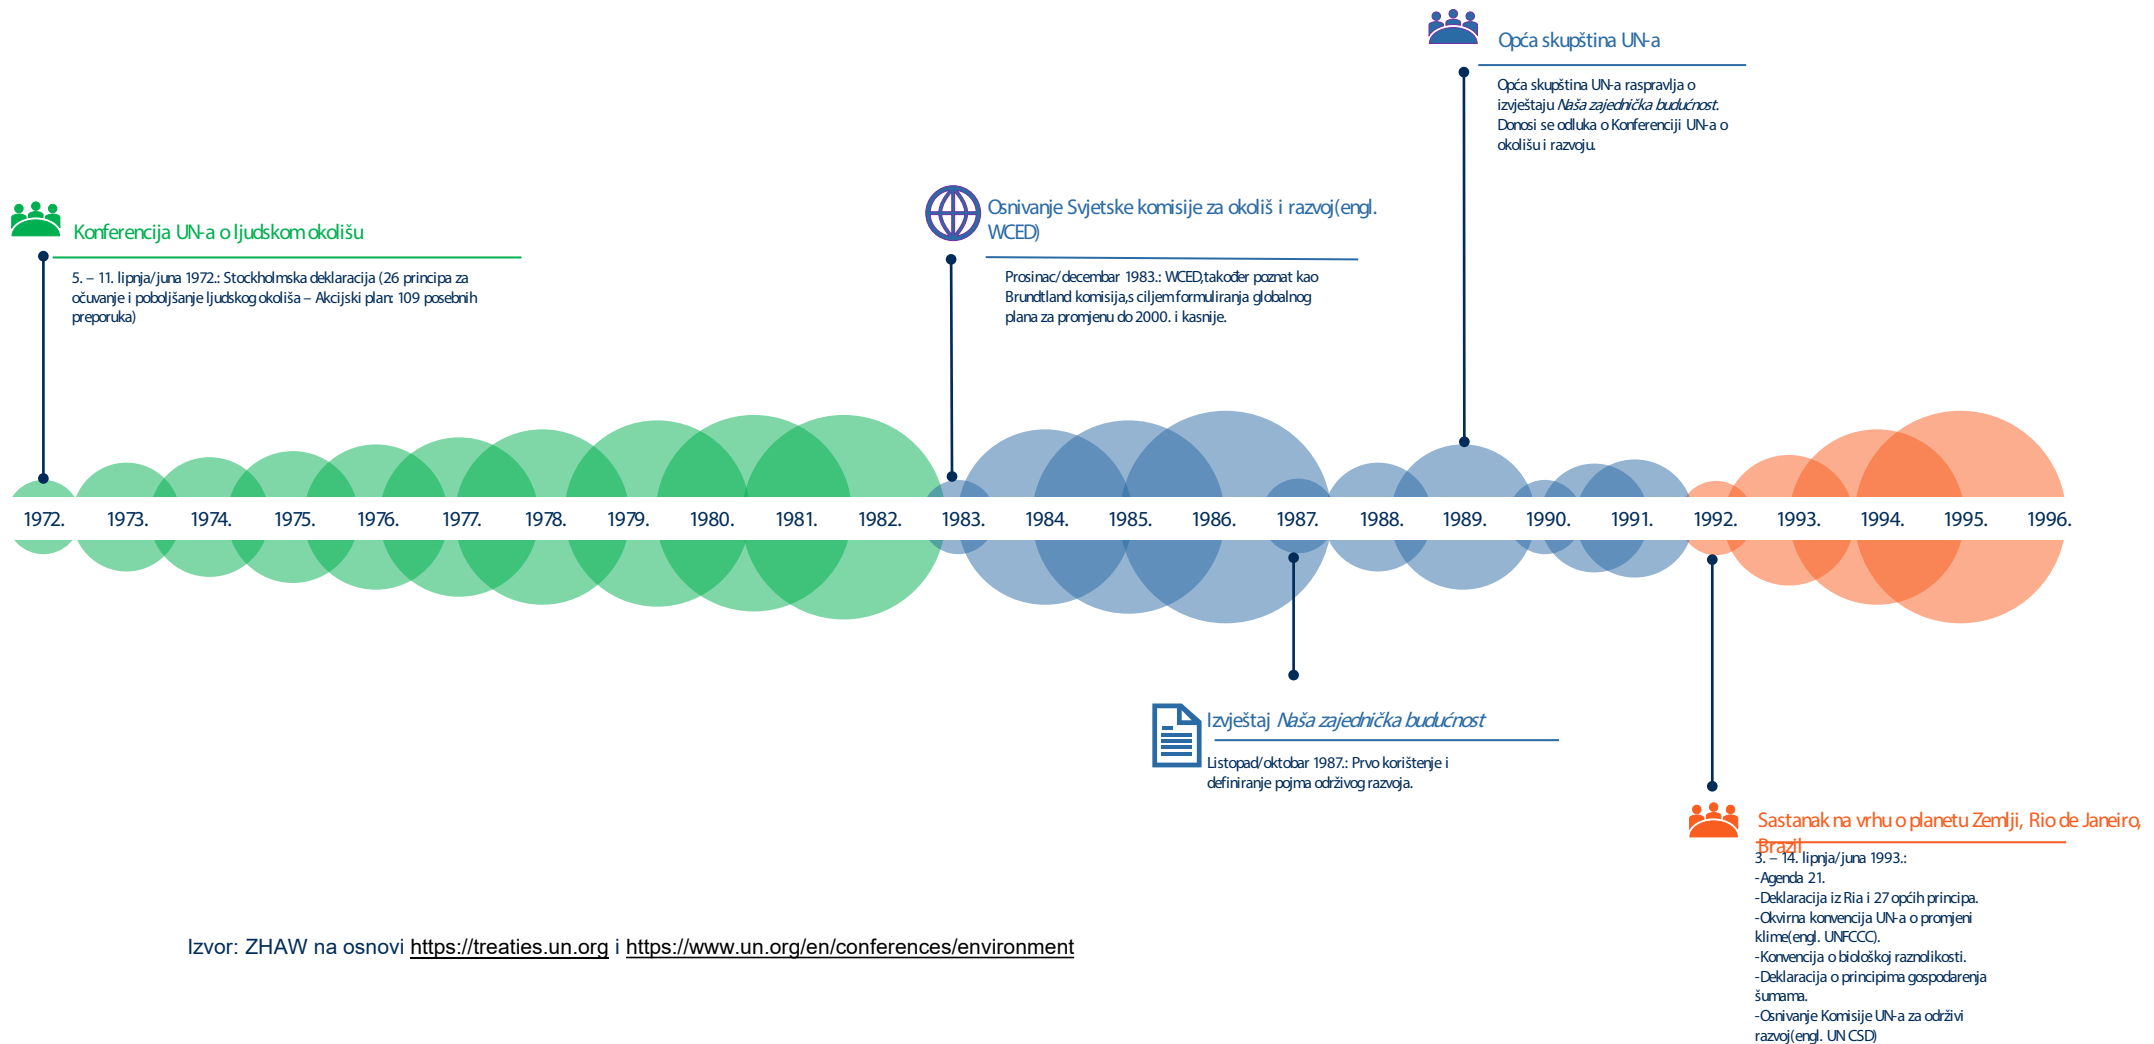 Opća skupština UN-a
Opća skupština UN-a raspravlja o
izvještaju Naša zajednička budućnost.
Donosi se odluka o Konferenciji UN-a o
okolišu i razvoju.
Konferencija UN-a o ljudskom okolišu
5. – 11. lipnja/juna 1972.: Stockholmska deklaracija (26 principa za
očuvanje i poboljšanje ljudskog okoliša – Akcijski plan: 109 posebnih
preporuka)
Osnivanje Svjetske komisije za okoliš i razvoj(engl.
WCED)
Prosinac/decembar 1983.: WCED,također poznat kao
Brundtland komisija,s ciljem formuliranja globalnog
plana za promjenu do 2000. i kasnije.
1972. 1973. 1974. 1975. 1976. 1977. 1978. 1979. 1980. 1981. 1982. 1983. 1984. 1985. 1986. 1987. 1988. 1989. 1990. 1991. 1992. 1993. 1994. 1995. 1996.
Izvještaj Naša zajednička budućnost
Listopad/oktobar 1987.: Prvo korištenje i
definiranje pojma održivog razvoja.
Sastanak na vrhu o planetu Zemlji, Rio de Janeiro,
Brazil
3. – 14. lipnja/juna 1993.:
-Agenda 21.
-Deklaracija iz Ria i 27 općih principa.
-Okvirna konvencija UN-a o promjeni
klime(engl. UNFCCC).
-Konvencija o biološkoj raznolikosti.
-Deklaracija o principima gospodarenja
šumama.
-Osnivanje Komisije UN-a za održivi
razvoj(engl. UN CSD)
Izvor: ZHAW na osnovi https://treaties.un.org i https://www.un.org/en/conferences/environment